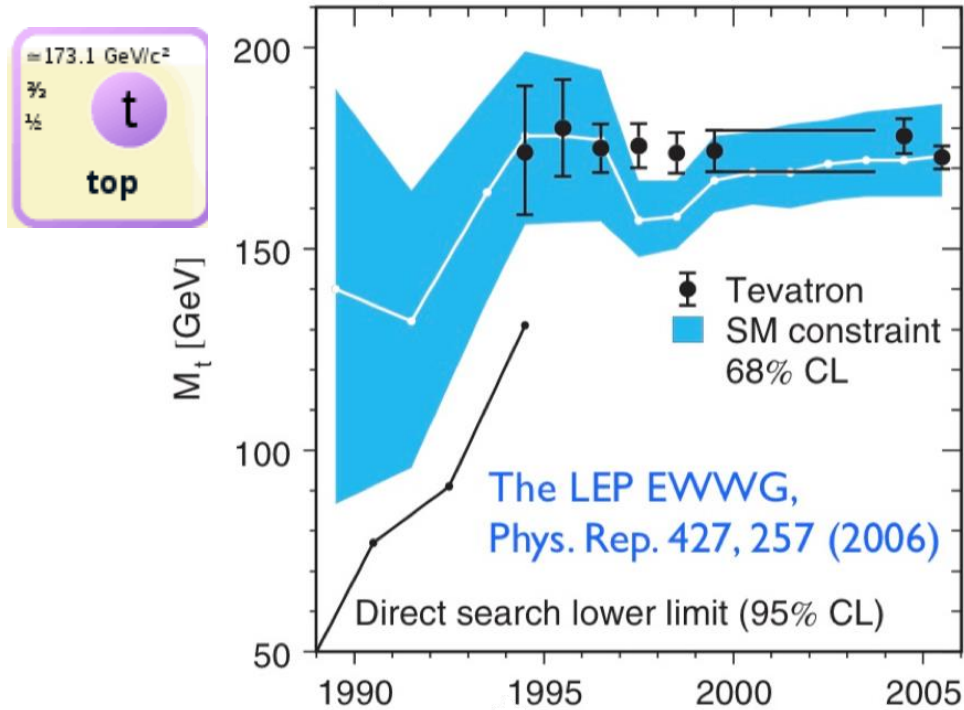 ≃173.1 GeV/c²
⅔
½
t
top
200
150
100
50
M_t [GeV]
Tevatron
SM constraint
68% CL
The LEP EWWG,
Phys. Rep. 427, 257 (2006)
Direct search lower limit (95% CL)
1990 1995 2000 2005